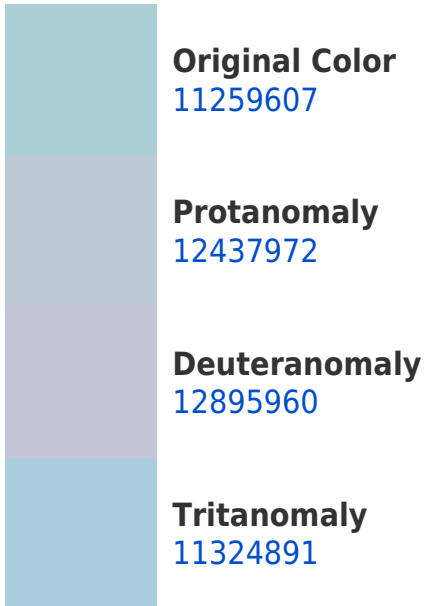 Original Color
11259607
Protanomaly
12437972
Deuteranomaly
12895960
Tritanomaly
11324891